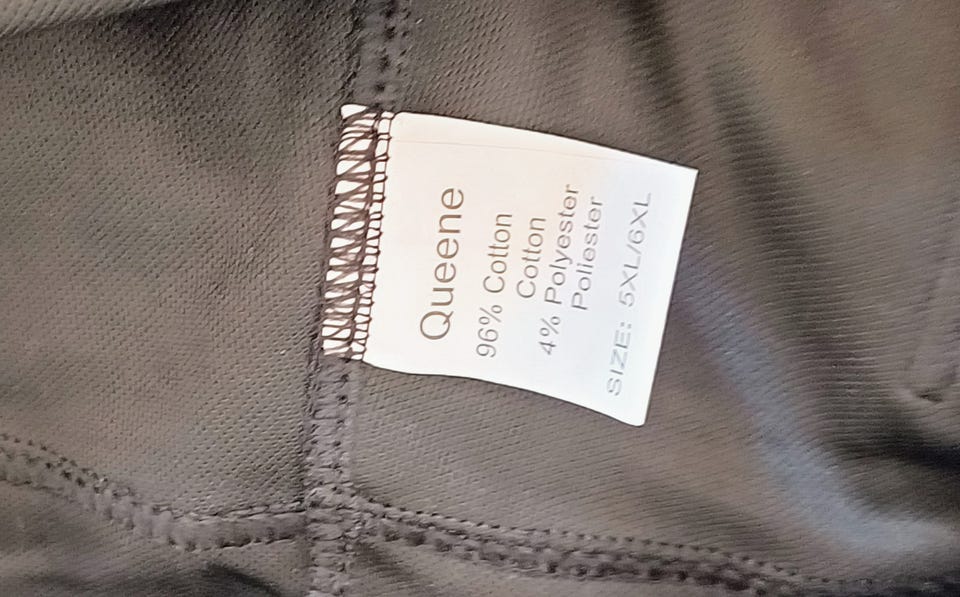 Queene
96% Cotton
Cotton
4% Polyester
Poliester
SIZE: 5XL/6XL